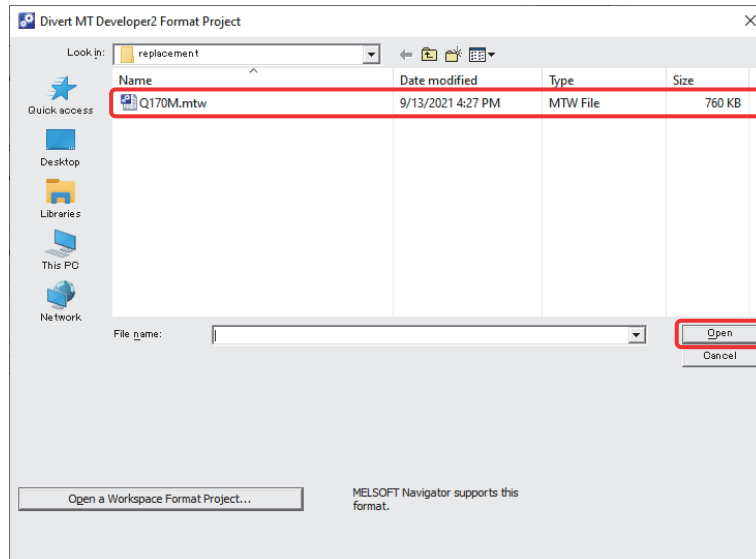 Divert MT Developer2 Format Project
Look in: replacement
Name Date modified Type Size
Q170M.mtw 9/13/2021 4:27 PM MTW File 760 KB
Quick access
Desktop
Libraries
This PC
Network
File name: Open
Cancel
Open a Workspace Format Project...
MELSOFT Navigator supports this
format.